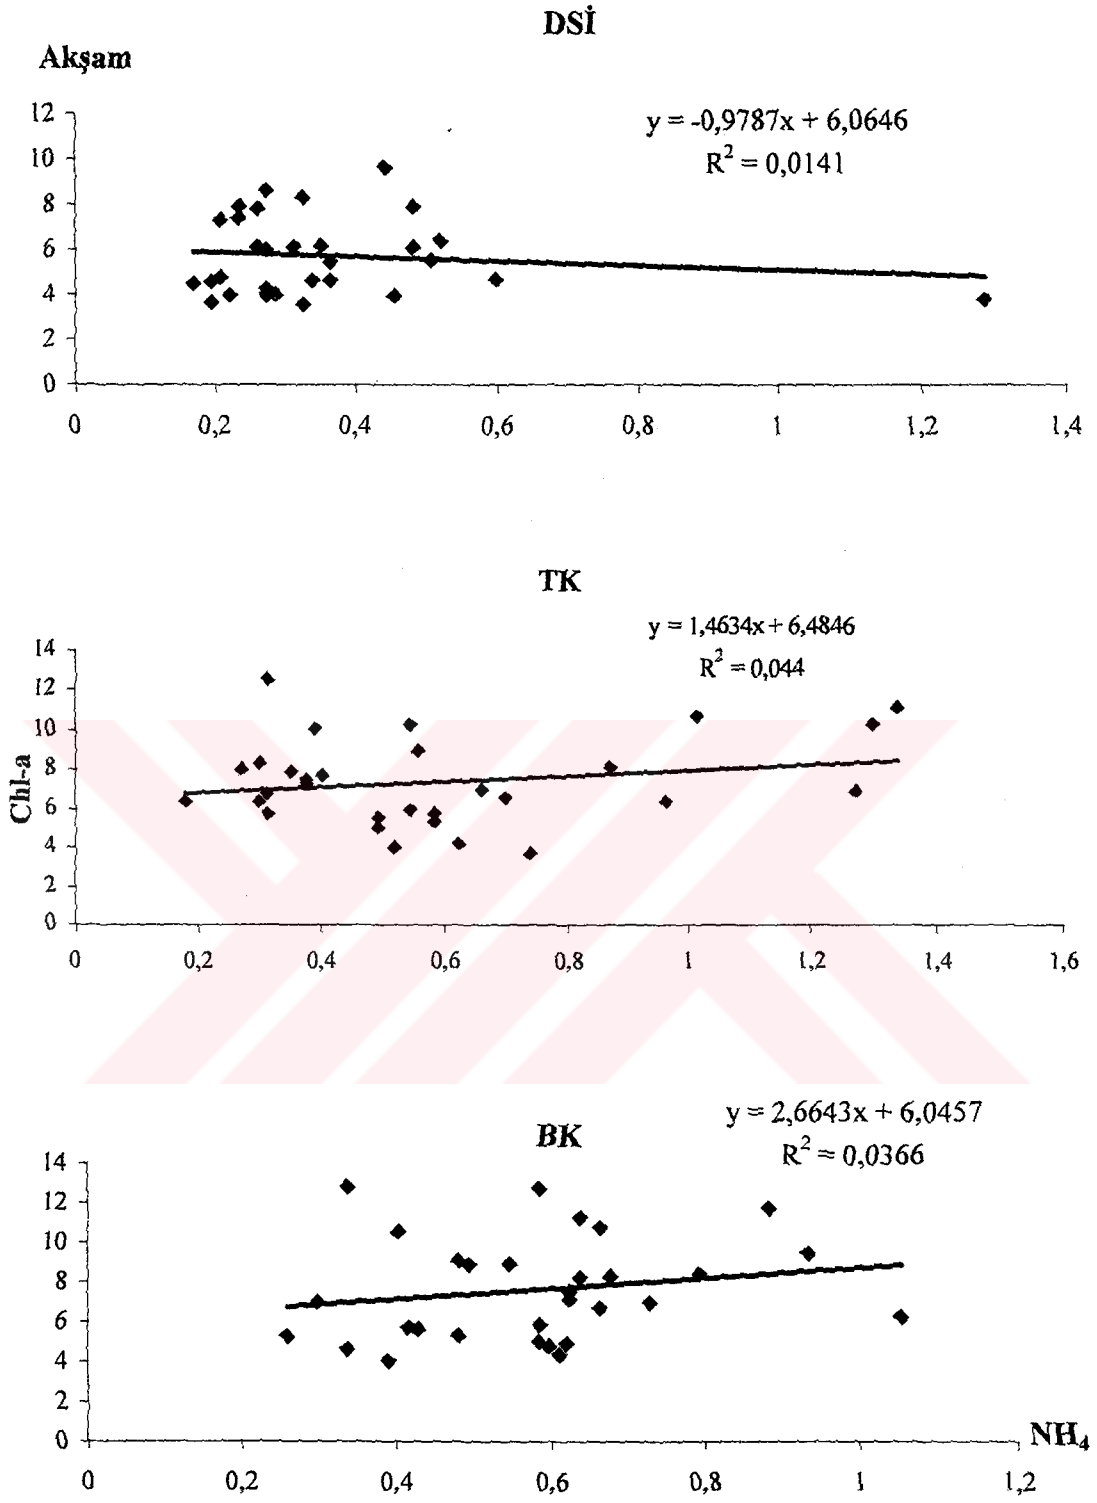 DSİ
Akşam
y = -0,9787x + 6,0646
R² = 0,0141
12
10
8
6
4
2
0
0 0,2 0,4 0,6 0,8 1 1,2 1,4
TK
y = 1,4634x + 6,4846
R² = 0,044
14
12
10
8
6
4
2
0
Chl-a
0 0,2 0,4 0,6 0,8 1 1,2 1,4 1,6
y = 2,6643x + 6,0457
BK
R² = 0,0366
14
12
10
8
6
4
2
0
NH₄
0 0,2 0,4 0,6 0,8 1 1,2